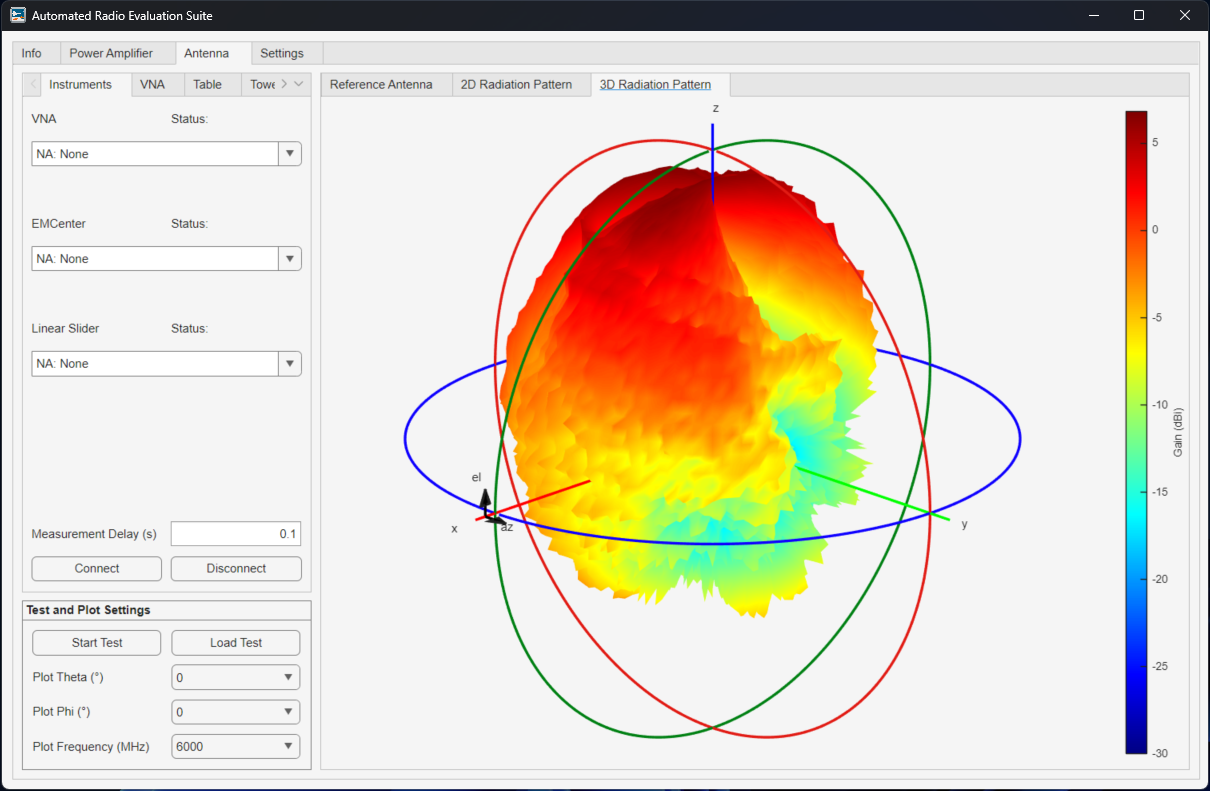 Automated Radio Evaluation Suite
Info Power Amplifier Antenna Settings
Instruments VNA Table Towe
VNA Status:
NA: None
EMCenter Status:
NA: None
Linear Slider Status:
NA: None
Measurement Delay (s) 0.1
Connect Disconnect
Test and Plot Settings
Start Test Load Test
Plot Theta (°) 0
Plot Phi (°) 0
Plot Frequency (MHz) 6000
Reference Antenna 2D Radiation Pattern 3D Radiation Pattern
z
el
az
x
y
5
0
-5
-10
-15
-20
-25
-30
Gain (dBi)